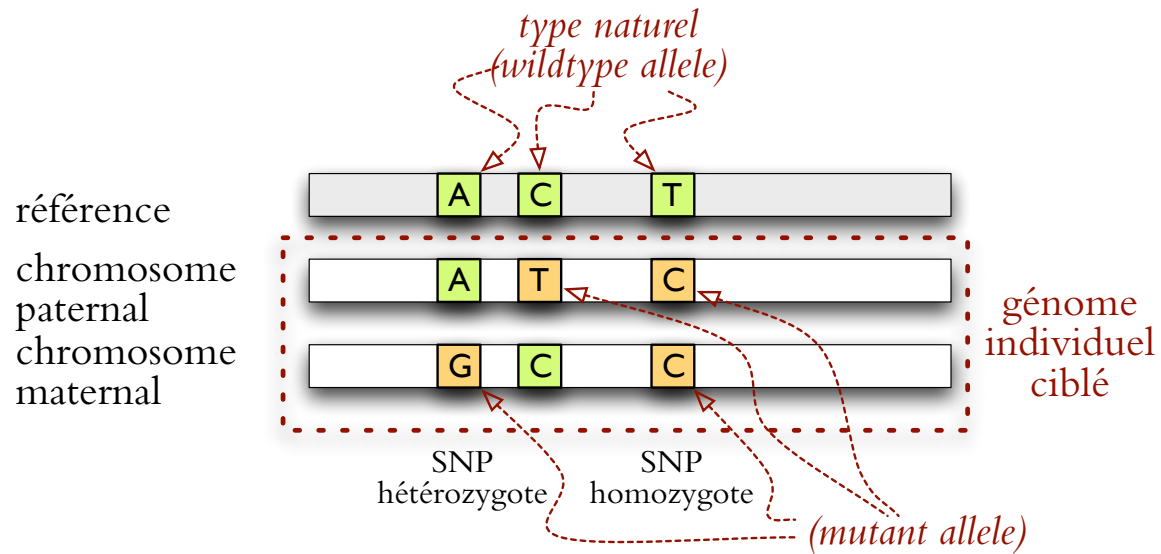 type naturel
(wildtype allele)
référence
A C T
chromosome
paternal
A T C
chromosome
maternal
G C C
génome
individuel
ciblé
SNP
hétérozygote
SNP
homozygote
(mutant allele)